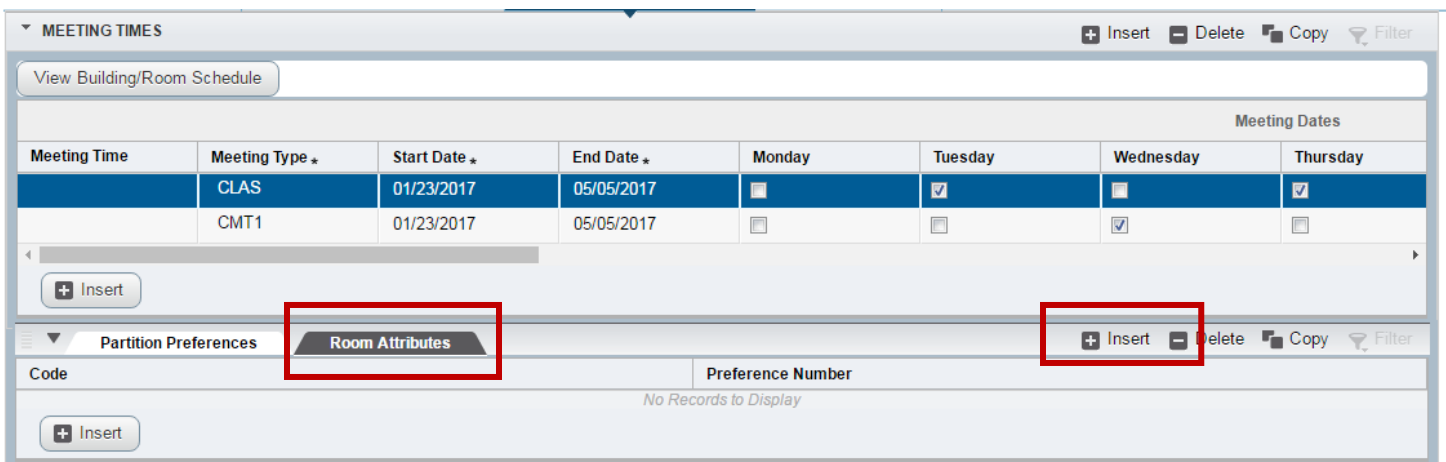 MEETING TIMES Insert Delete Copy Filter
View Building/Room Schedule
Meeting Dates
Meeting Time Meeting Type * Start Date * End Date * Monday Tuesday Wednesday Thursday
CLAS 01/23/2017 05/05/2017
CMT1 01/23/2017 05/05/2017
Insert
Partition Preferences Room Attributes Insert Delete Copy Filter
Code Preference Number
No Records to Display
Insert